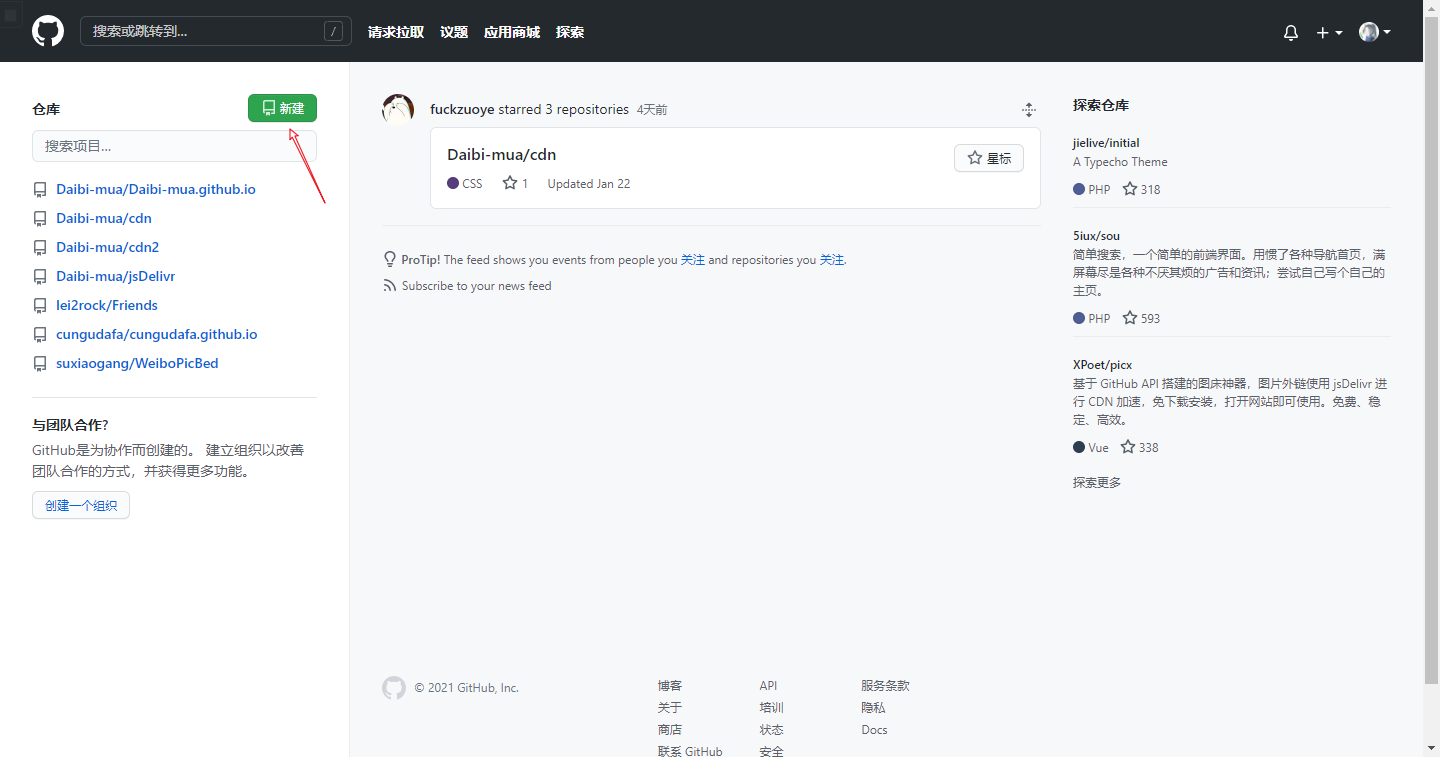 搜索或跳转到...
/
请求拉取 议题 应用商城 探索
仓库
新建
搜索项目...
Daibi-mua/Daibi-mua.github.io
Daibi-mua/cdn
Daibi-mua/cdn2
Daibi-mua/jsDelivr
lei2rock/Friends
cungudafa/cungudafa.github.io
suxiaogang/WeiboPicBed
与团队合作?
GitHub是为协作而创建的。 建立组织以改善
团队合作的方式，并获得更多功能。
创建一个组织
fuckzuoye starred 3 repositories 4天前
Daibi-mua/cdn
星标
CSS 1 Updated Jan 22
ProTip! The feed shows you events from people you 关注 and repositories you 关注.
Subscribe to your news feed
探索仓库
jielive/initial
A Typecho Theme
PHP 318
5iux/sou
简单搜索，一个简单的前端界面。用惯了各种导航首页，满
屏幕尽是各种不厌其烦的广告和资讯；尝试自己写个自己的
主页。
PHP 593
XPoet/picx
基于 GitHub API 搭建的图床神器，图片外链使用 jsDelivr 进
行 CDN 加速，免下载安装，打开网站即可使用。免费、稳
定、高效。
Vue 338
探索更多
© 2021 GitHub, Inc.
博客
关于
商店
联系 GitHub
API
培训
状态
安全
服务条款
隐私
Docs